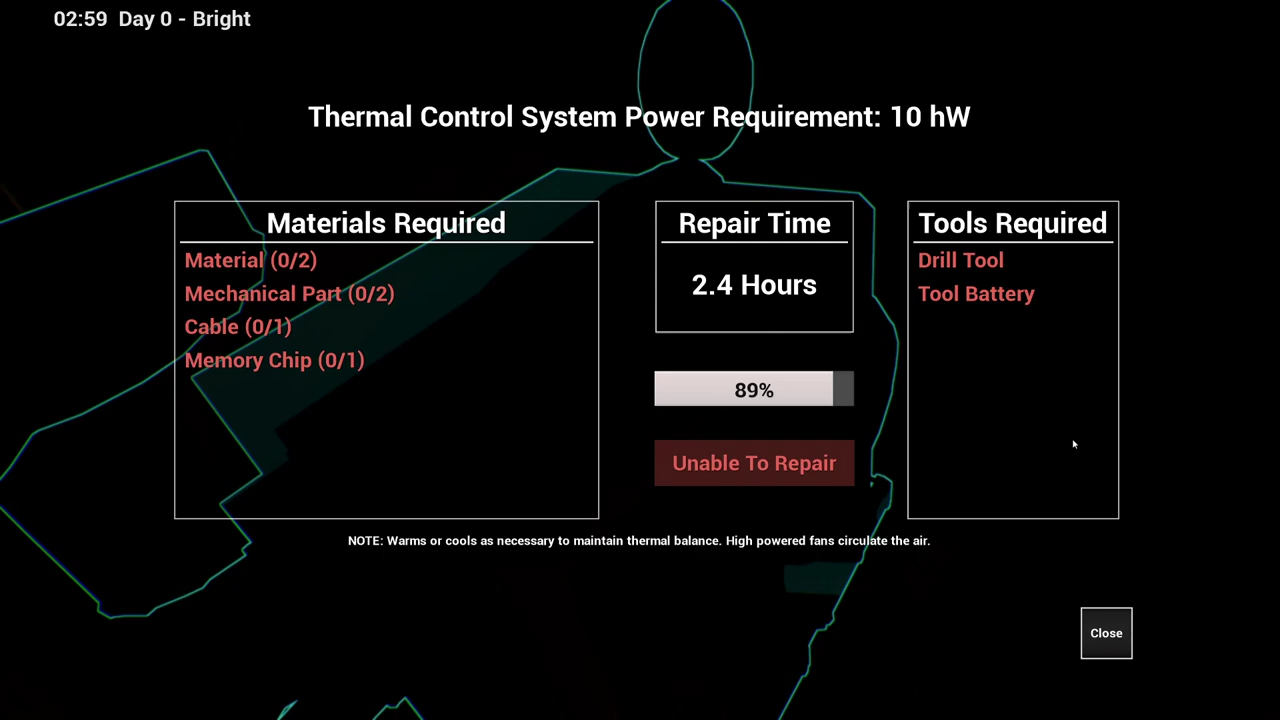 02:59 Day 0 - Bright
Thermal Control System Power Requirement: 10 hW
Materials Required
Material (0/2)
Mechanical Part (0/2)
Cable (0/1)
Memory Chip (0/1)
Repair Time
2.4 Hours
89%
Unable To Repair
Tools Required
Drill Tool
Tool Battery
NOTE: Warms or cools as necessary to maintain thermal balance. High powered fans circulate the air.
Close